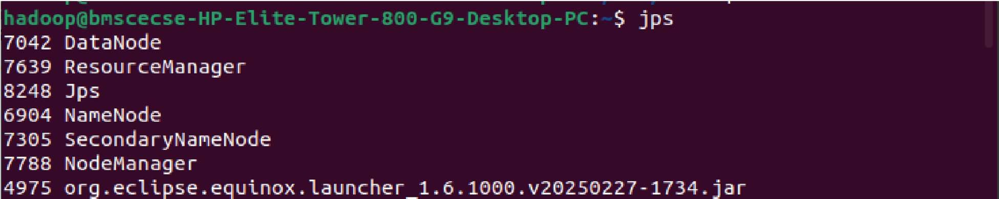 hadoop@bmscecse-HP-Elite-Tower-800-G9-Desktop-PC:~$ jps
7042 DataNode
7639 ResourceManager
8248 Jps
6904 NameNode
7305 SecondaryNameNode
7788 NodeManager
4975 org.eclipse.equinox.launcher_1.6.1000.v20250227-1734.jar